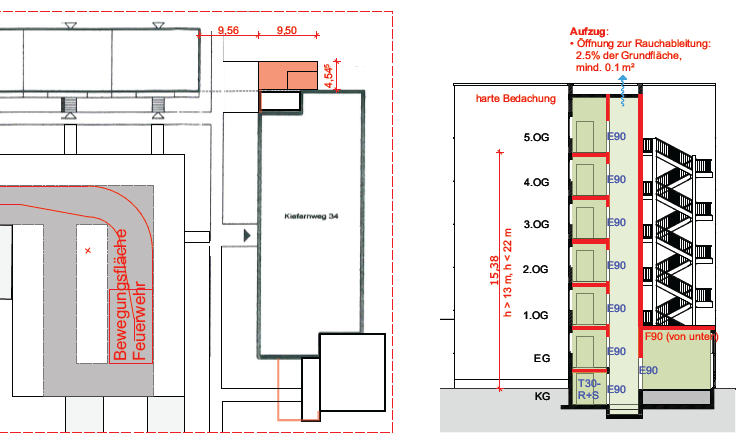 9,56
9,50
4,54⁵
Kiefernweg 34
Bewegungsfläche
Feuerwehr
Aufzug:
• Öffnung zur Rauchableitung:
2.5% der Grundfläche,
mind. 0.1 m²
harte Bedachung
5.OG
E90
4.OG
E90
3.OG
E90
2.OG
E90
1.OG
E90
EG
E90
KG
E90
15,38
h > 13 m, h < 22 m
F90 (von unten)
E90
T30-
R+S